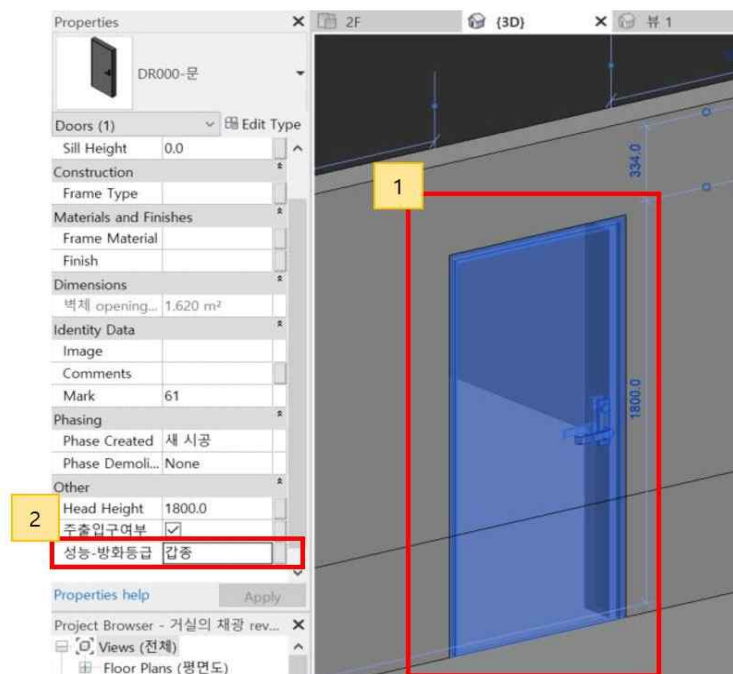 Properties
DR000-문
Doors (1)
Edit Type
Sill Height 0.0
Construction
Frame Type
Materials and Finishes
Frame Material
Finish
Dimensions
벽체 opening... 1.620 m²
Identity Data
Image
Comments
Mark 61
Phasing
Phase Created 새 시공
Phase Demoli... None
Other
Head Height 1800.0
주출입구여부
성능-방화등급 갑종
Properties help
Apply
Project Browser - 거실의 채광 rev...
Views (전체)
Floor Plans (평면도)
2
2F
{3D}
뷰 1
1
334.0
1800.0